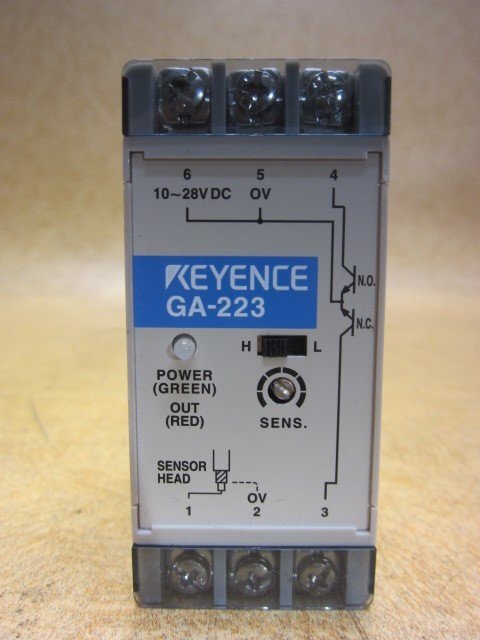 6 5 4
10~28V DC OV
N.O.
KEYENCE
GA-223
N.C.
H L
POWER
(GREEN)
OUT
(RED)
SENS.
SENSOR
HEAD
OV
1 2 3